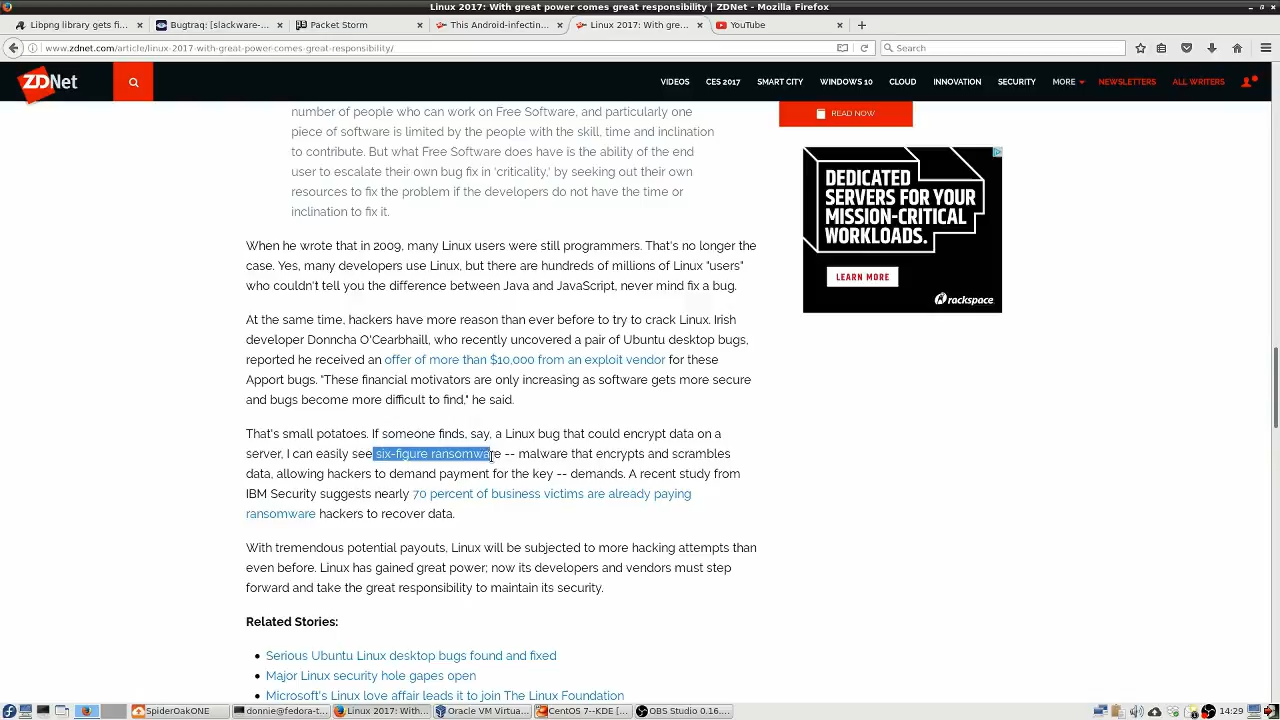 Linux 2017: With great power comes great responsibility | ZDNet - Mozilla Firefox
Libpng library gets fi...
Bugtraq: [slackware-...
Packet Storm
This Android-infectin...
Linux 2017: With gre...
YouTube
www.zdnet.com/article/linux-2017-with-great-power-comes-great-responsibility/
Search
ZDNet
VIDEOS
CES 2017
SMART CITY
WINDOWS 10
CLOUD
INNOVATION
SECURITY
MORE
NEWSLETTERS
ALL WRITERS
number of people who can work on Free Software, and particularly one
piece of software is limited by the people with the skill, time and inclination
to contribute. But what Free Software does have is the ability of the end
user to escalate their own bug fix in 'criticality,' by seeking out their own
resources to fix the problem if the developers do not have the time or
inclination to fix it.
READ NOW
DEDICATED
SERVERS FOR YOUR
MISSION-CRITICAL
WORKLOADS.
LEARN MORE
rackspace
When he wrote that in 2009, many Linux users were still programmers. That's no longer the
case. Yes, many developers use Linux, but there are hundreds of millions of Linux "users"
who couldn't tell you the difference between Java and JavaScript, never mind fix a bug.
At the same time, hackers have more reason than ever before to try to crack Linux. Irish
developer Donncha O'Cearbhaill, who recently uncovered a pair of Ubuntu desktop bugs,
reported he received an offer of more than $10,000 from an exploit vendor for these
Apport bugs. "These financial motivators are only increasing as software gets more secure
and bugs become more difficult to find," he said.
That's small potatoes. If someone finds, say, a Linux bug that could encrypt data on a
server, I can easily see six-figure ransomware -- malware that encrypts and scrambles
data, allowing hackers to demand payment for the key -- demands. A recent study from
IBM Security suggests nearly 70 percent of business victims are already paying
ransomware hackers to recover data.
With tremendous potential payouts, Linux will be subjected to more hacking attempts than
even before. Linux has gained great power; now its developers and vendors must step
forward and take the great responsibility to maintain its security.
Related Stories:
Serious Ubuntu Linux desktop bugs found and fixed
Major Linux security hole gapes open
Microsoft's Linux love affair leads it to join The Linux Foundation
SpiderOakONE
donnie@fedora-t...
Linux 2017: With...
Oracle VM Virtua...
CentOS 7--KDE [...
OBS Studio 0.16....
14:29